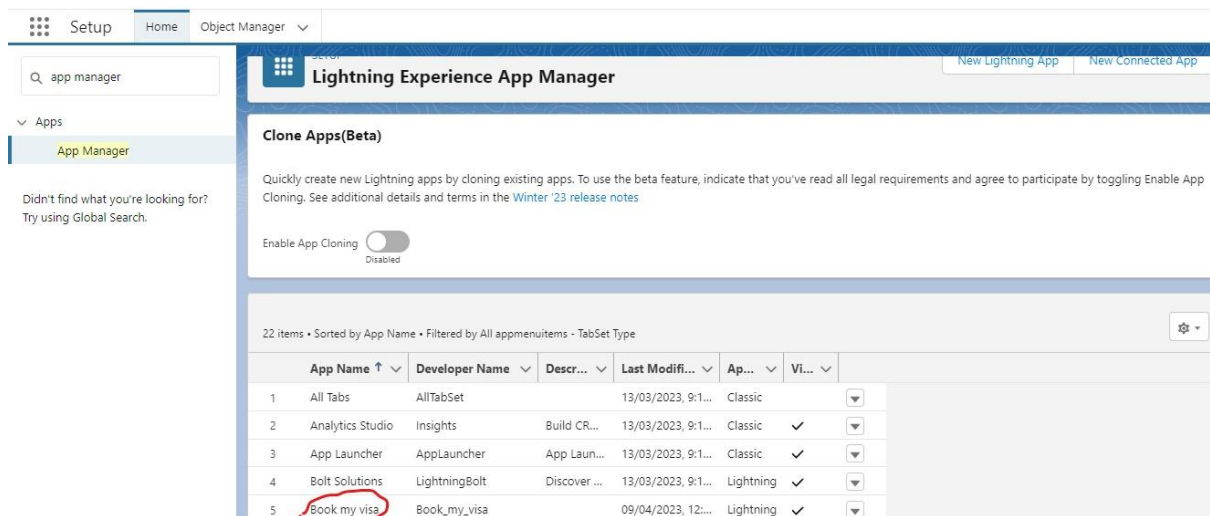 Setup Home Object Manager
app manager
Apps
App Manager
Didn't find what you're looking for?
Try using Global Search.
SETUP
Lightning Experience App Manager
New Lightning App New Connected App
Clone Apps(Beta)
Quickly create new Lightning apps by cloning existing apps. To use the beta feature, indicate that you've read all legal requirements and agree to participate by toggling Enable App
Cloning. See additional details and terms in the Winter '23 release notes
Enable App Cloning
Disabled
22 items • Sorted by App Name • Filtered by All appmenuitems - TabSet Type
App Name ↑ Developer Name Descr... Last Modifi... Ap... Vi...
1 All Tabs AllTabSet 13/03/2023, 9:1... Classic
2 Analytics Studio Insights Build CR... 13/03/2023, 9:1... Classic ✓
3 App Launcher AppLauncher App Laun... 13/03/2023, 9:1... Classic ✓
4 Bolt Solutions LightningBolt Discover ... 13/03/2023, 9:1... Lightning ✓
5 Book my visa Book_my_visa 09/04/2023, 12:... Lightning ✓